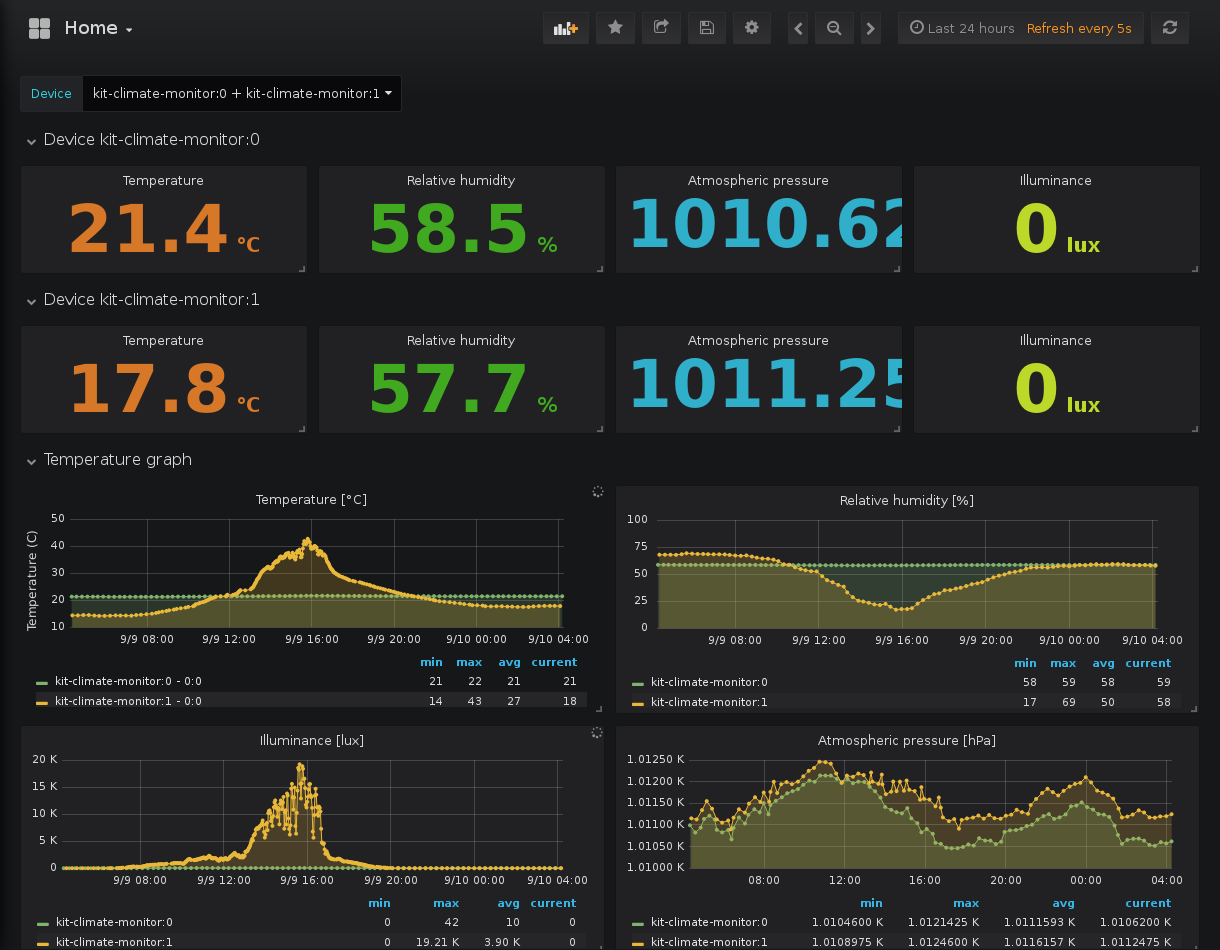 Home
Last 24 hours Refresh every 5s
Device kit-climate-monitor:0 + kit-climate-monitor:1
Device kit-climate-monitor:0
Temperature Relative humidity Atmospheric pressure Illuminance
21.4 °C 58.5 % 1010.62 0 lux
Device kit-climate-monitor:1
Temperature Relative humidity Atmospheric pressure Illuminance
17.8 °C 57.7 % 1011.25 0 lux
Temperature graph
Temperature [°C]
Temperature (C)
50
40
30
20
10
9/9 08:00 9/9 12:00 9/9 16:00 9/9 20:00 9/10 00:00 9/10 04:00
min max avg current
kit-climate-monitor:0 - 0:0 21 22 21 21
kit-climate-monitor:1 - 0:0 14 43 27 18
Relative humidity [%]
100
75
50
25
0
9/9 08:00 9/9 12:00 9/9 16:00 9/9 20:00 9/10 00:00 9/10 04:00
min max avg current
kit-climate-monitor:0 58 59 58 59
kit-climate-monitor:1 17 69 50 58
Illuminance [lux]
20 K
15 K
10 K
5 K
0
9/9 08:00 9/9 12:00 9/9 16:00 9/9 20:00 9/10 00:00 9/10 04:00
min max avg current
kit-climate-monitor:0 0 42 10 0
kit-climate-monitor:1 0 19.21 K 3.90 K 0
Atmospheric pressure [hPa]
1.01250 K
1.01200 K
1.01150 K
1.01100 K
1.01050 K
1.01000 K
08:00 12:00 16:00 20:00 00:00 04:00
min max avg current
kit-climate-monitor:0 1.0104600 K 1.0121425 K 1.0111593 K 1.0106200 K
kit-climate-monitor:1 1.0108975 K 1.0124600 K 1.0116157 K 1.0112475 K